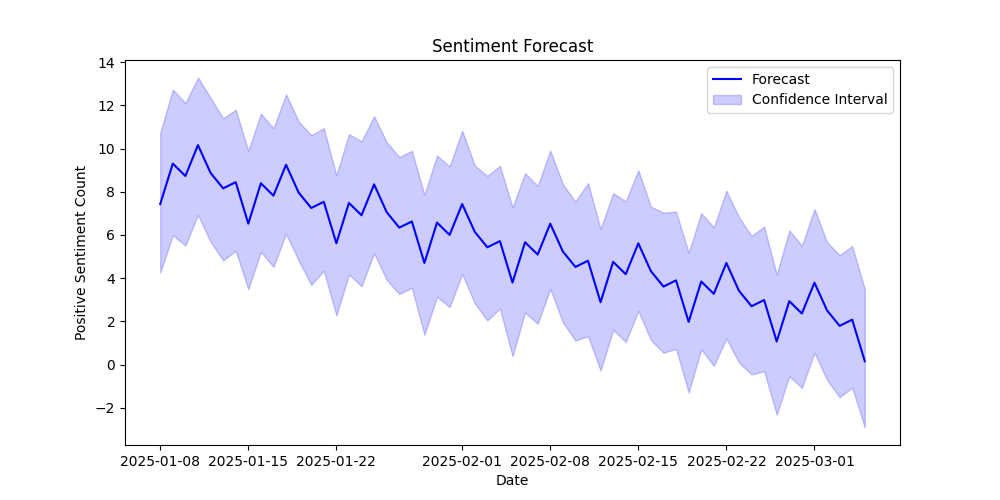 Sentiment Forecast
Forecast
Confidence Interval
Positive Sentiment Count
14
12
10
8
6
4
2
0
−2
2025-01-08 2025-01-15 2025-01-22 2025-02-01 2025-02-08 2025-02-15 2025-02-22 2025-03-01
Date